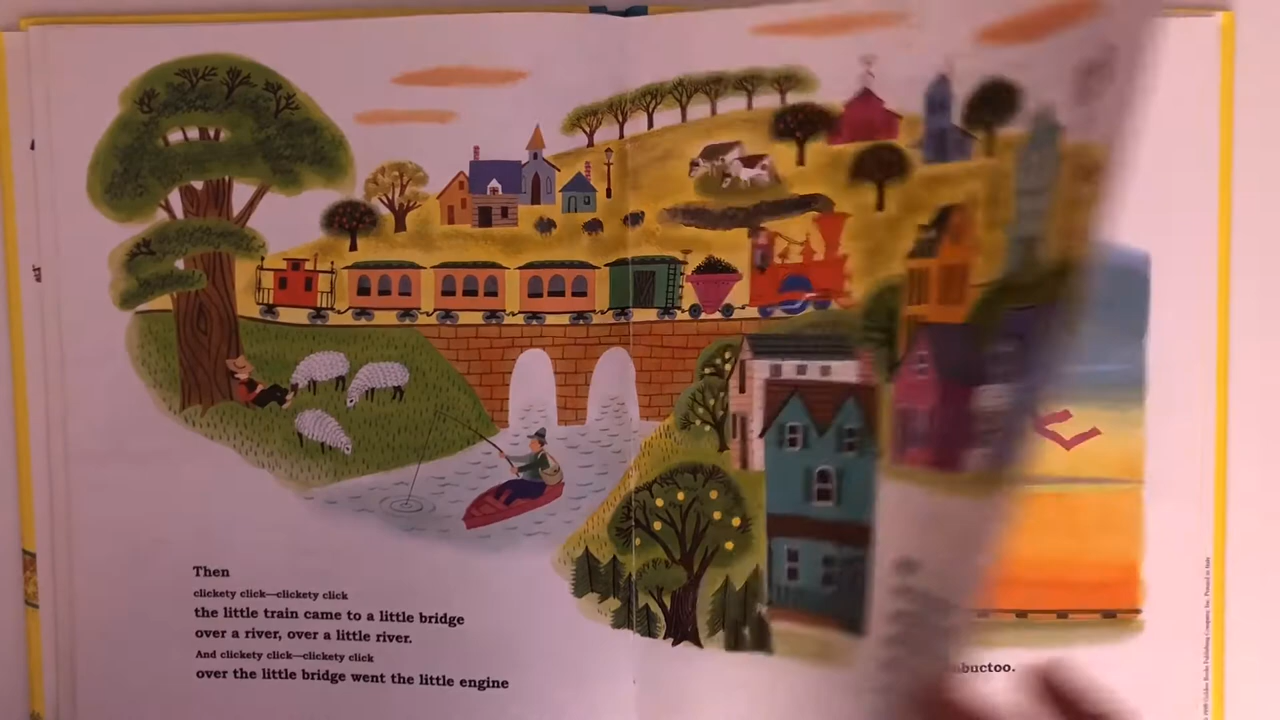 Then
clickety click—clickety click
the little train came to a little bridge
over a river, over a little river.
And clickety click—clickety click
over the little bridge went the little engine
buctoo.